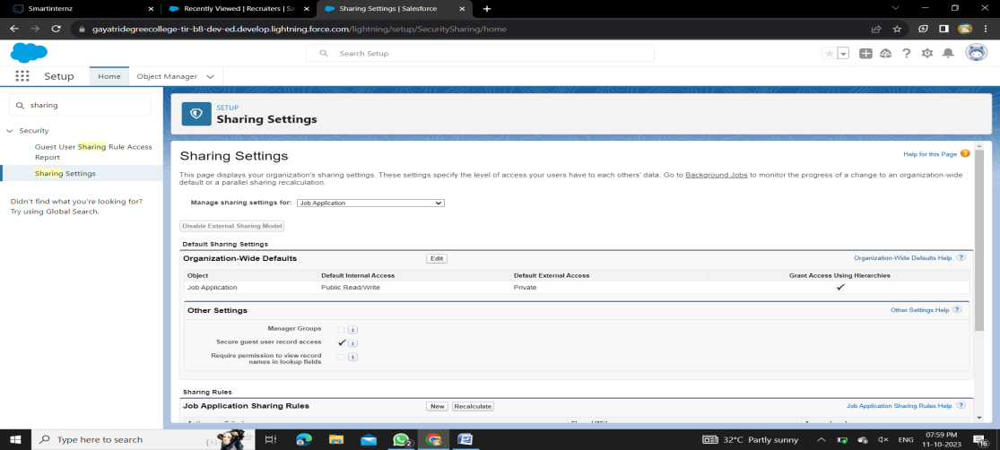 Smartinternz
Recently Viewed | Recruiters | Sa
Sharing Settings | Salesforce
gayatridegreecollege-tir-b8-dev-ed.develop.lightning.force.com/lightning/setup/SecuritySharing/home
Search Setup
Setup
Home
Object Manager
sharing
Security
Guest User Sharing Rule Access
Report
Sharing Settings
Didn't find what you're looking for?
Try using Global Search.
SETUP
Sharing Settings
Sharing Settings
Help for this Page
This page displays your organization's sharing settings. These settings specify the level of access your users have to each others' data. Go to Background Jobs to monitor the progress of a change to an organization-wide
default or a parallel sharing recalculation.
Manage sharing settings for: Job Application
Disable External Sharing Model
Default Sharing Settings
Organization-Wide Defaults Edit Organization-Wide Defaults Help ?
Object Default Internal Access Default External Access Grant Access Using Hierarchies
Job Application Public Read/Write Private
Other Settings Other Settings Help ?
Manager Groups i
Secure guest user record access i
Require permission to view record
names in lookup fields i
Sharing Rules
Job Application Sharing Rules New Recalculate Job Application Sharing Rules Help ?
Type here to search
32°C Partly sunny
ENG
07:59 PM
11-10-2023
16